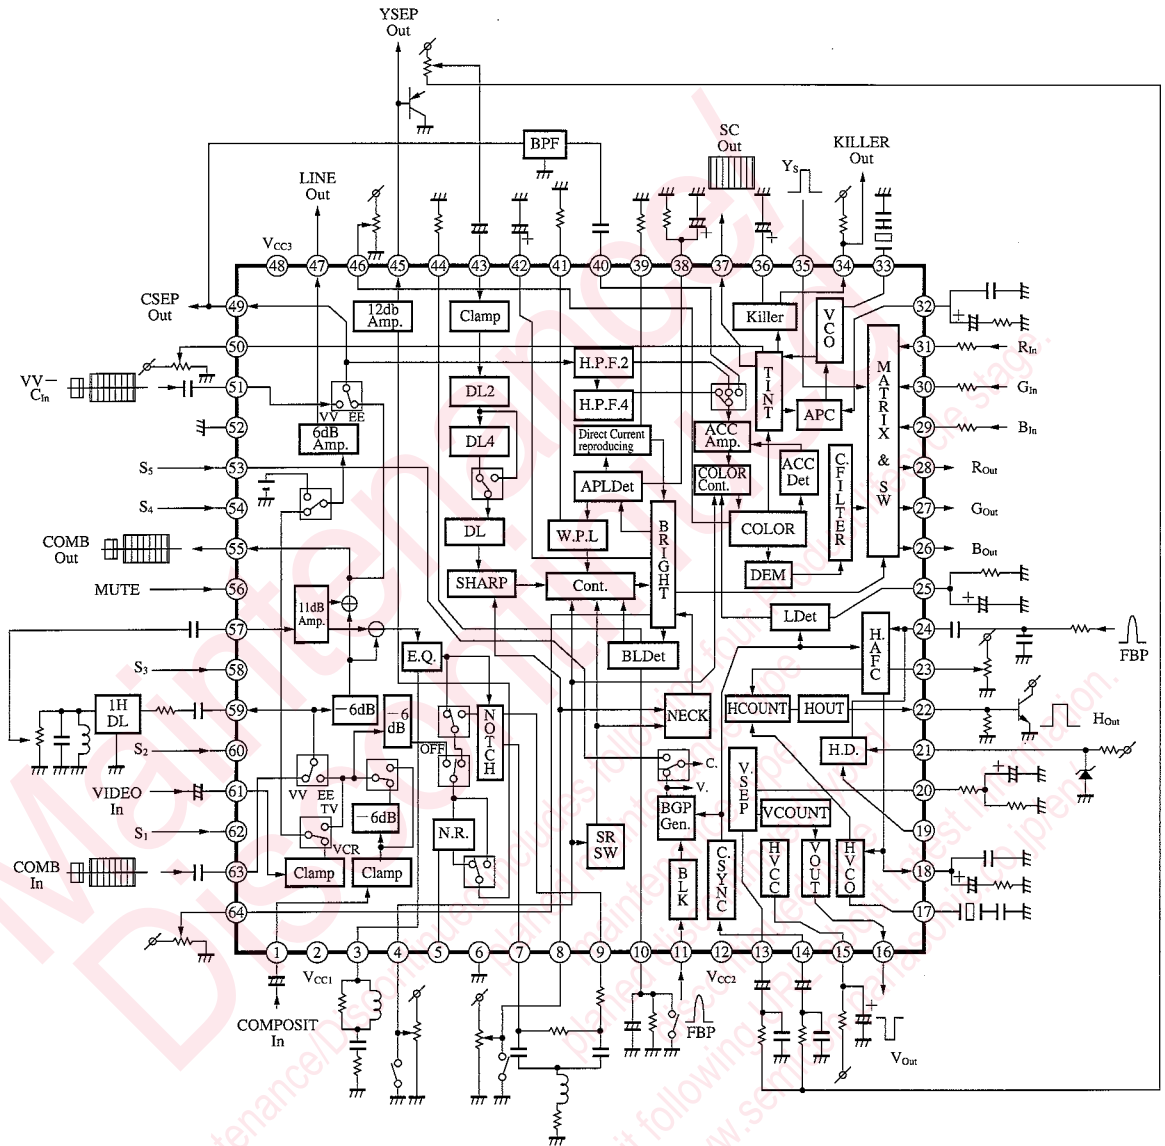 YSEP
Out
BPF
SC
Out
KILLER
Out
Ys
LINE
Out
VCC3
48
47
46
45
44
43
42
41
40
39
38
37
36
35
34
33
CSEP
Out
49
12db
Amp.
Clamp
Killer
VCO
32
50
31
RIn
H.P.F.2
TINT
MATRIX & SW
VV–
CIn
51
DL2
H.P.F.4
APC
30
GIn
VV EE
52
6dB
Amp.
DL4
Direct Current
reproducing
ACC
Amp.
29
BIn
S5
53
APLDet
COLOR
Cont.
ACC
Det
C.FILTER
28
ROut
S4
54
27
GOut
DL
W.P.L
BRIGHT
COLOR
COMB
Out
55
26
BOut
SHARP
Cont.
DEM
MUTE
56
11dB
Amp.
25
LDet
57
24
FBP
E.Q.
BLDet
H.AFC
S3
58
23
1H
DL
59
–6dB
–6
dB
NOTCH
NECK
HCOUNT
HOUT
22
HOut
S2
60
OFF
H.D.
21
VV EE
TV
C.
V.
V.SEP
20
VIDEO
In
61
–6dB
BGP
Gen.
VCOUNT
S1
62
N.R.
SR
SW
19
VCR
COMB
In
63
Clamp
Clamp
BLK
C.SYNC
HVCC
VOUT
HVCO
18
64
17
1
2
3
4
5
6
7
8
9
10
11
12
13
14
15
16
VCC1
VCC2
COMPOSIT
In
FBP
VOut
Maintenance/
Discontinued